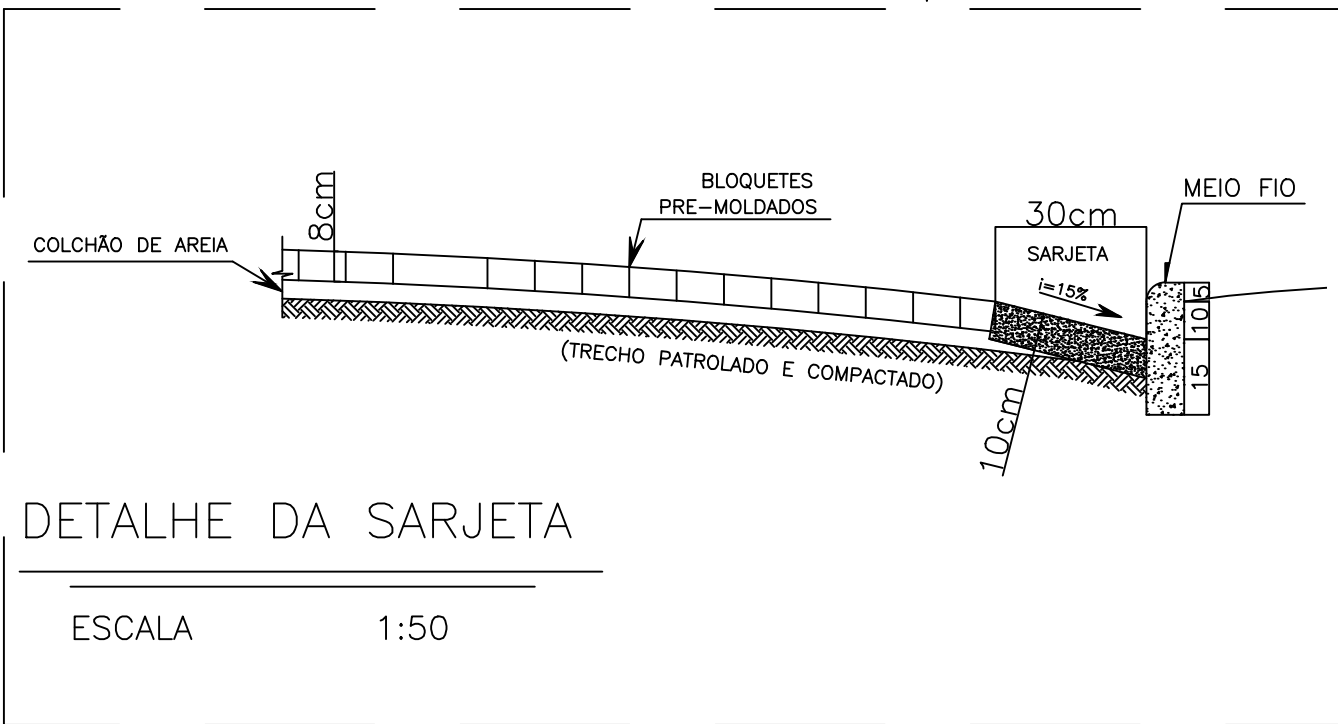 8cm
BLOQUETES
PRE-MOLDADOS
MEIO FIO
30cm
COLCHÃO DE AREIA
SARJETA
i=15%
5
10
15
(TRECHO PATROLADO E COMPACTADO)
10cm
DETALHE DA SARJETA
ESCALA 1:50